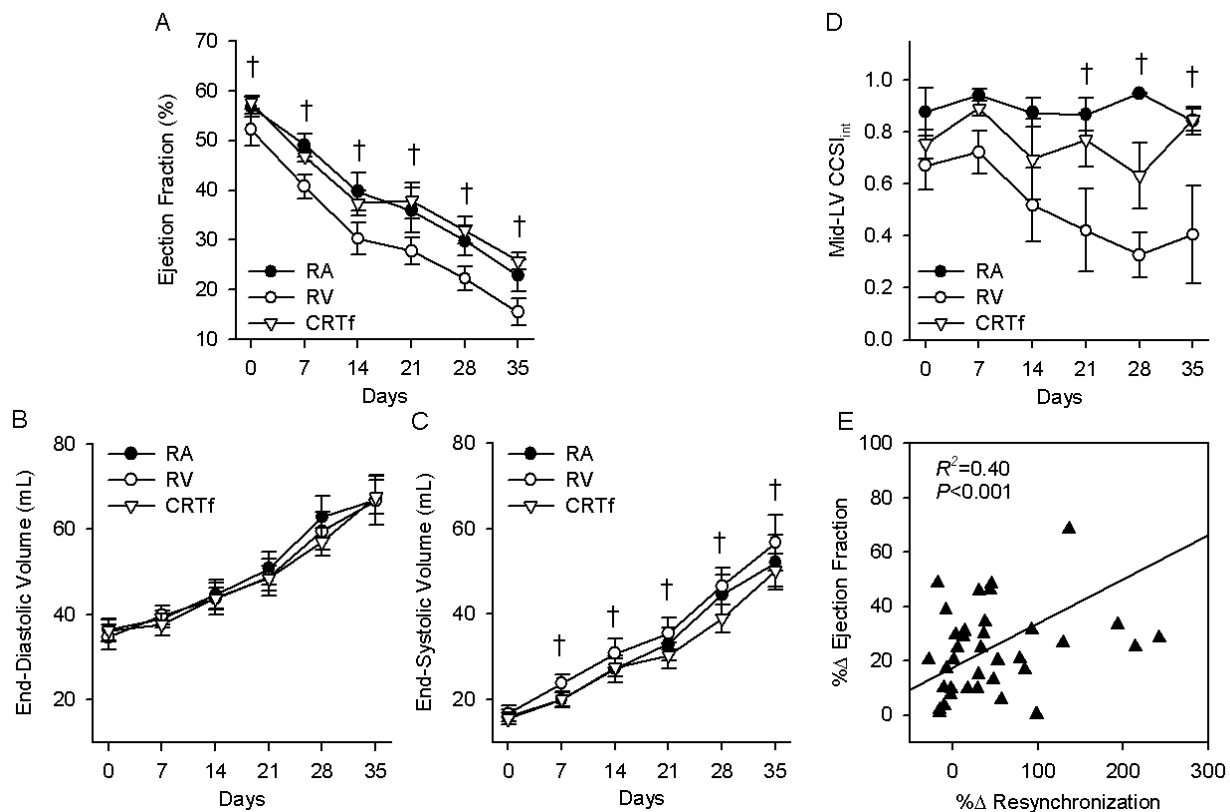 A
70
60
50
40
30
20
10
Ejection Fraction (%)
† † † † † †
RA
RV
CRTf
0 7 14 21 28 35
Days
D
1.0
0.8
0.6
0.4
0.2
0.0
Mid-LV CCSI_int
† † †
RA
RV
CRTf
0 7 14 21 28 35
Days
B
80
60
40
20
End-Diastolic Volume (mL)
RA
RV
CRTf
0 7 14 21 28 35
Days
C
80
60
40
20
End-Systolic Volume (mL)
RA
RV
CRTf
† † † † †
0 7 14 21 28 35
Days
E
100
80
60
40
20
0
%Δ Ejection Fraction
R²=0.40
P<0.001
0 100 200 300
%Δ Resynchronization